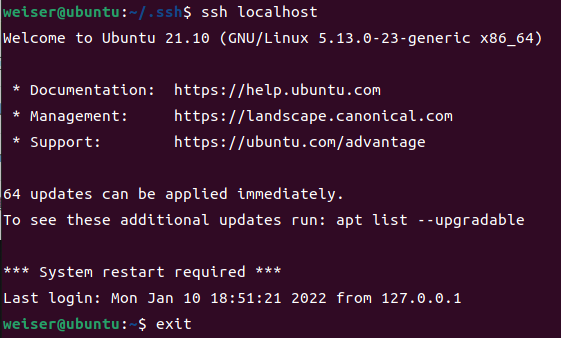 weiser@ubuntu:~/.ssh$ ssh localhost
Welcome to Ubuntu 21.10 (GNU/Linux 5.13.0-23-generic x86_64)
* Documentation:  https://help.ubuntu.com
* Management:     https://landscape.canonical.com
* Support:        https://ubuntu.com/advantage
64 updates can be applied immediately.
To see these additional updates run: apt list --upgradable
*** System restart required ***
Last login: Mon Jan 10 18:51:21 2022 from 127.0.0.1
weiser@ubuntu:~$ exit